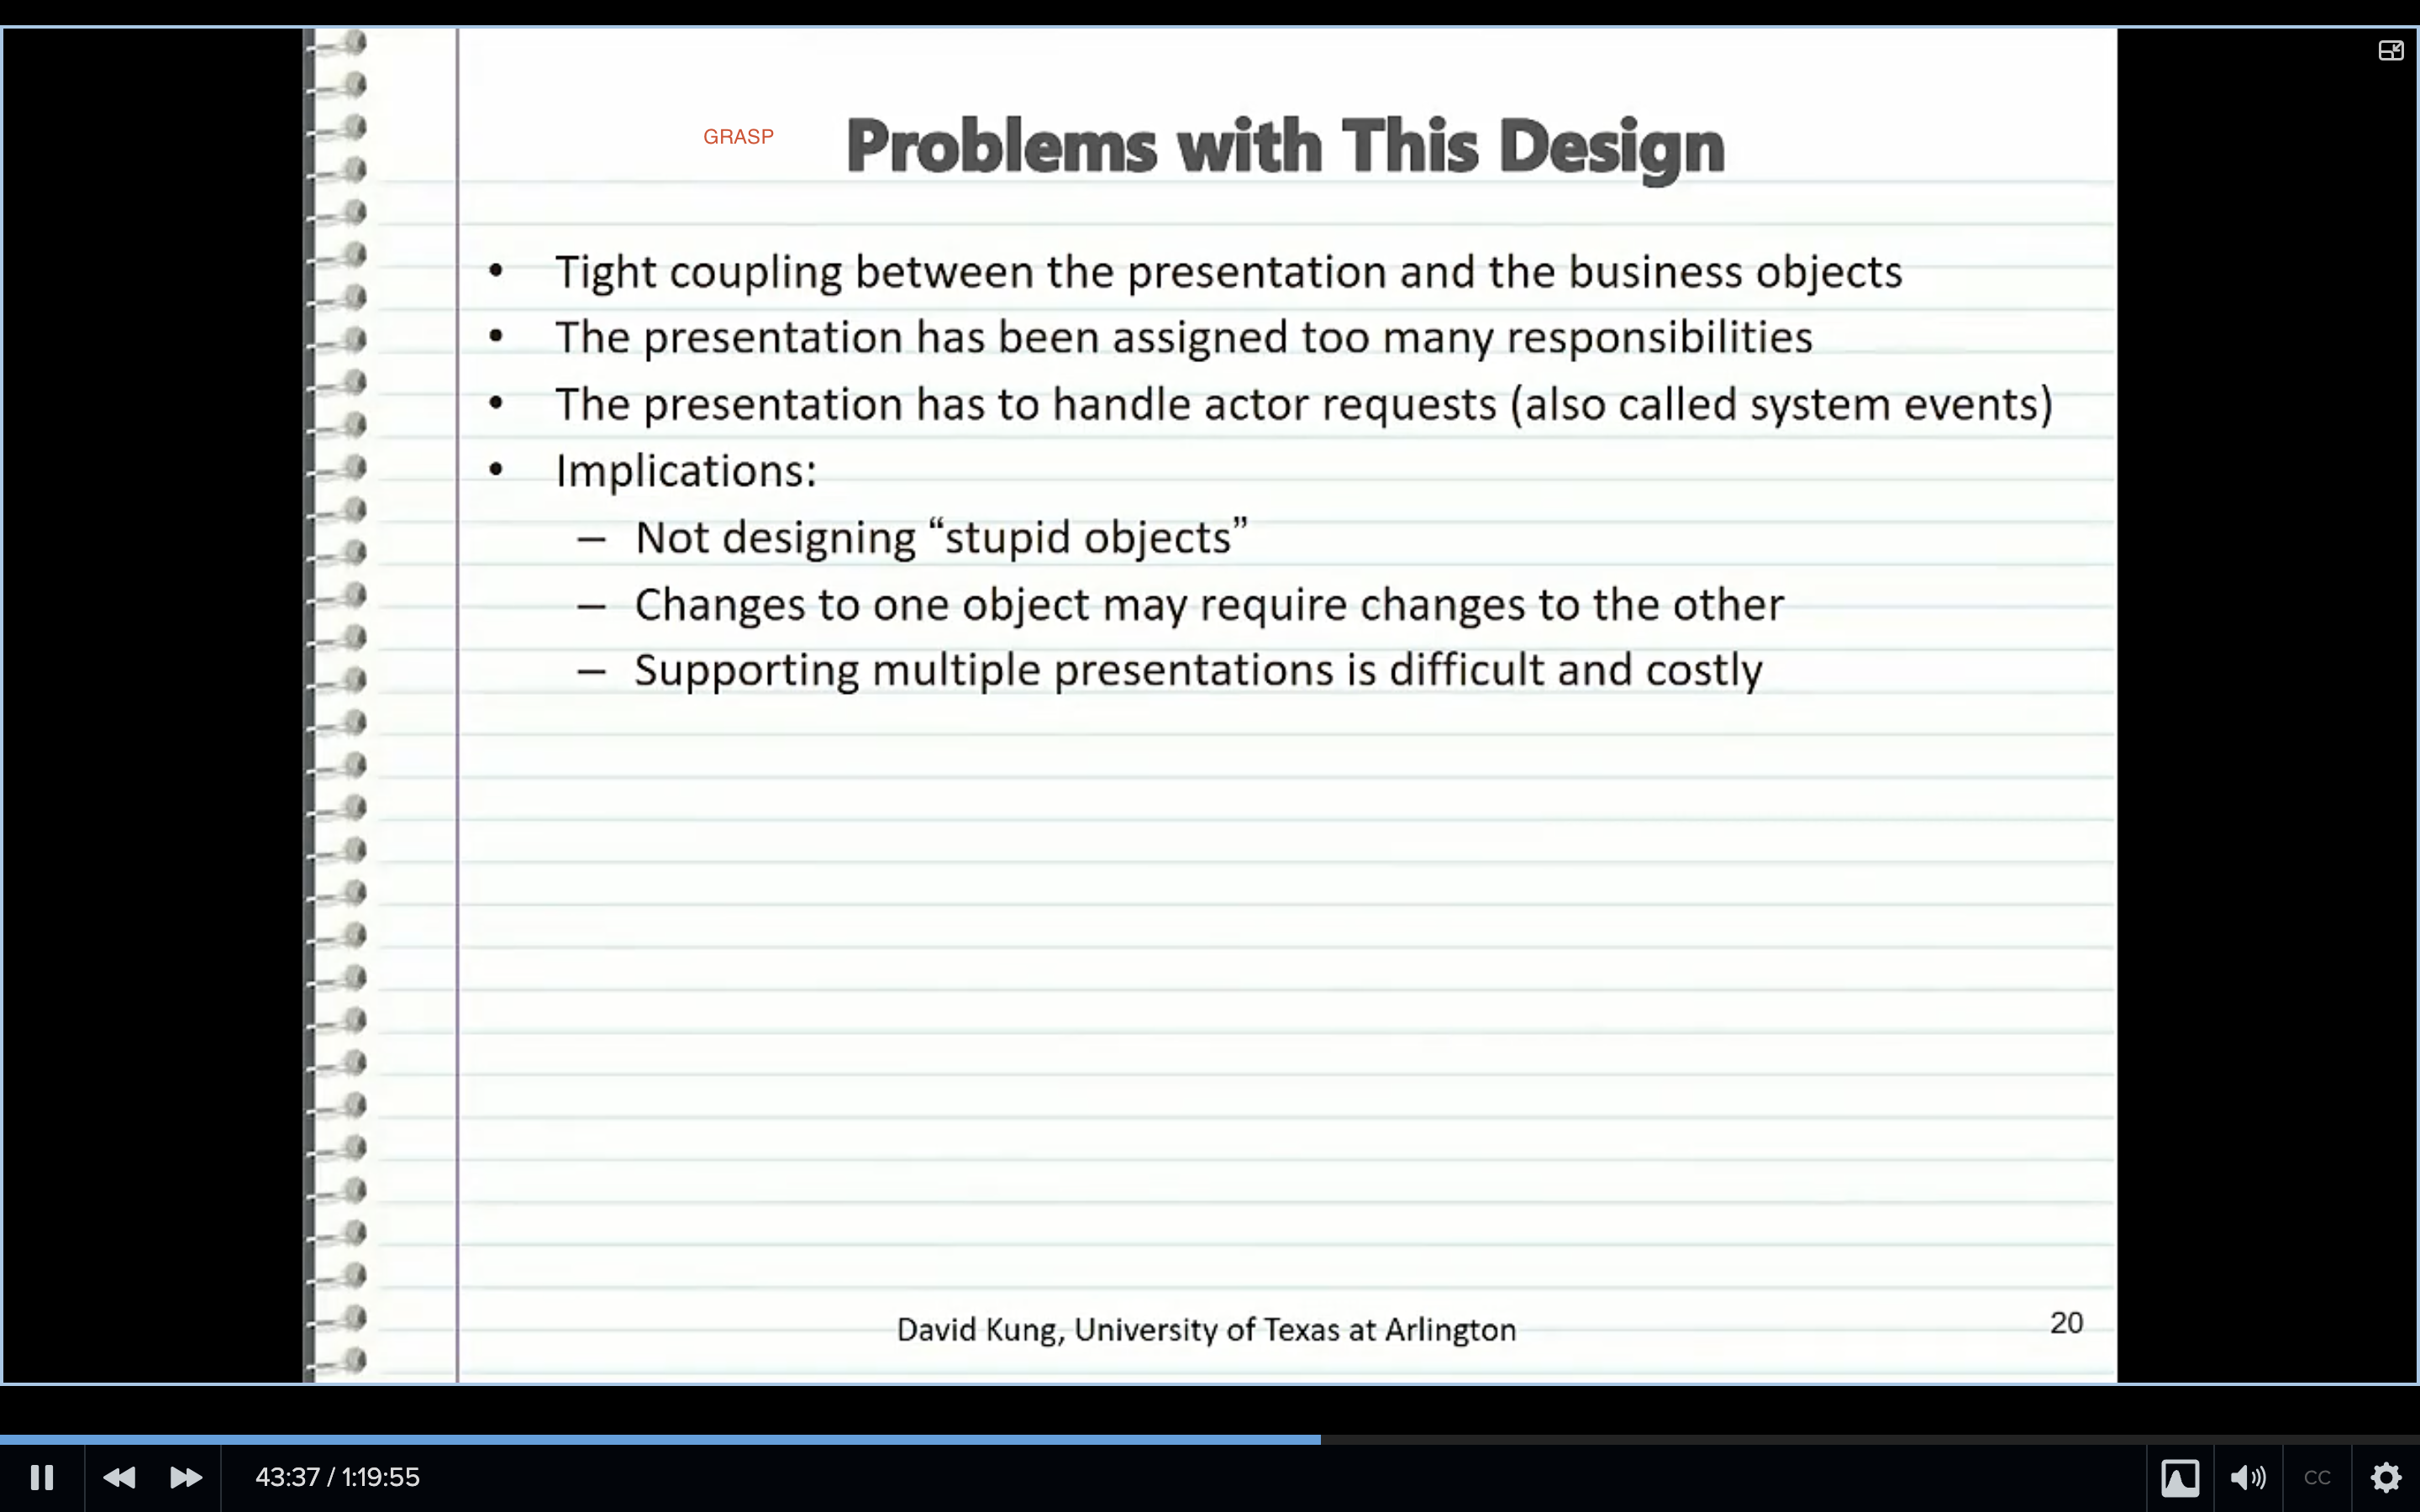 GRASP
Problems with This Design
• Tight coupling between the presentation and the business objects
• The presentation has been assigned too many responsibilities
• The presentation has to handle actor requests (also called system events)
• Implications:
– Not designing “stupid objects”
– Changes to one object may require changes to the other
– Supporting multiple presentations is difficult and costly
David Kung, University of Texas at Arlington
20
43:37 / 1:19:55
CC